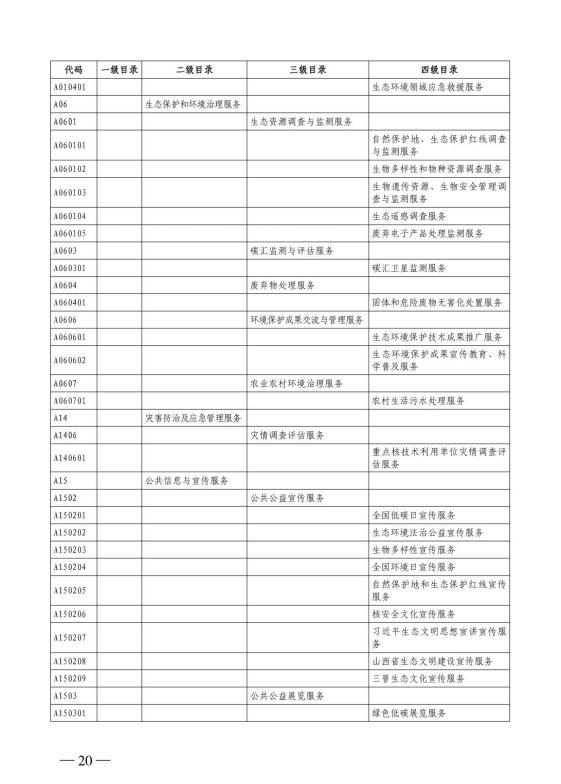 代码 一级目录 二级目录 三级目录 四级目录
A010401 生态环境领域应急救援服务
A06 生态保护和环境治理服务
A0601 生态资源调查与监测服务
A060101 自然保护地、生态保护红线调查
与监测服务
A060102 生物多样性和物种资源调查服务
A060103 生物遗传资源、生物安全管理调
查与监测服务
A060104 生态遥感调查服务
A060105 废弃电子产品处理监测服务
A0603 碳汇监测与评估服务
A060301 碳汇卫星监测服务
A0604 废弃物处理服务
A060401 固体和危险废物无害化处置服务
A0606 环境保护成果交流与管理服务
A060601 生态环境保护技术成果推广服务
A060602 生态环境保护成果宣传教育、科
学普及服务
A0607 农业农村环境治理服务
A060701 农村生活污水处理服务
A14 灾害防治及应急管理服务
A1406 灾情调查评估服务
A140601 重点核技术利用单位灾情调查评
估服务
A15 公共信息与宣传服务
A1502 公共公益宣传服务
A150201 全国低碳日宣传服务
A150202 生态环境法治公益宣传服务
A150203 生物多样性宣传服务
A150204 全国环境日宣传服务
A150205 自然保护地和生态保护红线宣传
服务
A150206 核安全文化宣传服务
A150207 习近平生态文明思想宣讲宣传服
务
A150208 山西省生态文明建设宣传服务
A150209 三晋生态文化宣传服务
A1503 公共公益展览服务
A150301 绿色低碳展览服务
— 20 —